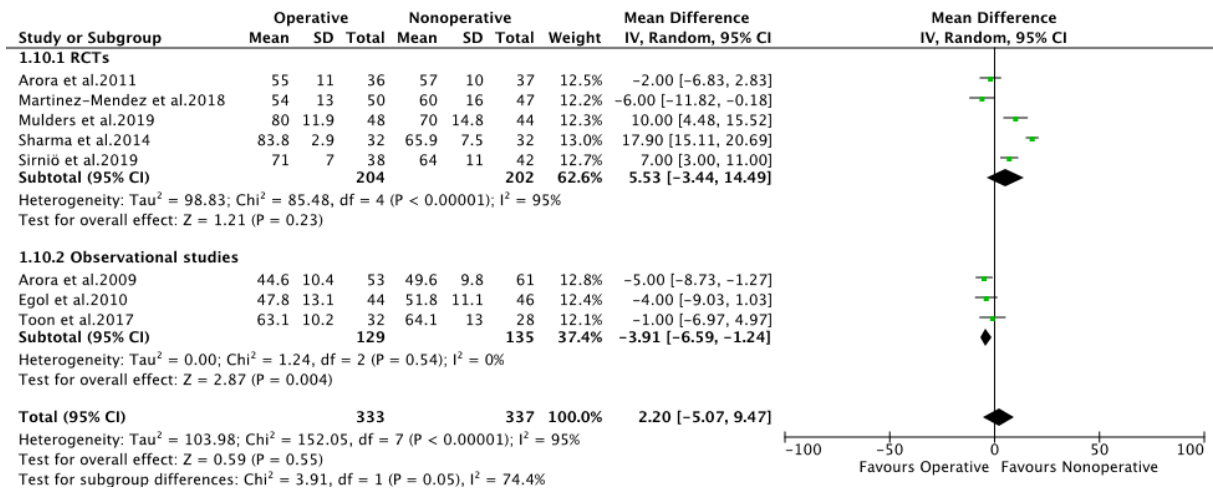 Operative Nonoperative Mean Difference Mean Difference
Study or Subgroup Mean SD Total Mean SD Total Weight IV, Random, 95% CI IV, Random, 95% CI
1.10.1 RCTs
Arora et al.2011 55 11 36 57 10 37 12.5% -2.00 [-6.83, 2.83]
Martinez-Mendez et al.2018 54 13 50 60 16 47 12.2% -6.00 [-11.82, -0.18]
Mulders et al.2019 80 11.9 48 70 14.8 44 12.3% 10.00 [4.48, 15.52]
Sharma et al.2014 83.8 2.9 32 65.9 7.5 32 13.0% 17.90 [15.11, 20.69]
Sirniö et al.2019 71 7 38 64 11 42 12.7% 7.00 [3.00, 11.00]
Subtotal (95% CI) 204 202 62.6% 5.53 [-3.44, 14.49]
Heterogeneity: Tau² = 98.83; Chi² = 85.48, df = 4 (P < 0.00001); I² = 95%
Test for overall effect: Z = 1.21 (P = 0.23)
1.10.2 Observational studies
Arora et al.2009 44.6 10.4 53 49.6 9.8 61 12.8% -5.00 [-8.73, -1.27]
Egol et al.2010 47.8 13.1 44 51.8 11.1 46 12.4% -4.00 [-9.03, 1.03]
Toon et al.2017 63.1 10.2 32 64.1 13 28 12.1% -1.00 [-6.97, 4.97]
Subtotal (95% CI) 129 135 37.4% -3.91 [-6.59, -1.24]
Heterogeneity: Tau² = 0.00; Chi² = 1.24, df = 2 (P = 0.54); I² = 0%
Test for overall effect: Z = 2.87 (P = 0.004)
Total (95% CI) 333 337 100.0% 2.20 [-5.07, 9.47]
Heterogeneity: Tau² = 103.98; Chi² = 152.05, df = 7 (P < 0.00001); I² = 95%
Test for overall effect: Z = 0.59 (P = 0.55)
Test for subgroup differences: Chi² = 3.91, df = 1 (P = 0.05), I² = 74.4%
-100 -50 0 50 100
Favours Operative Favours Nonoperative